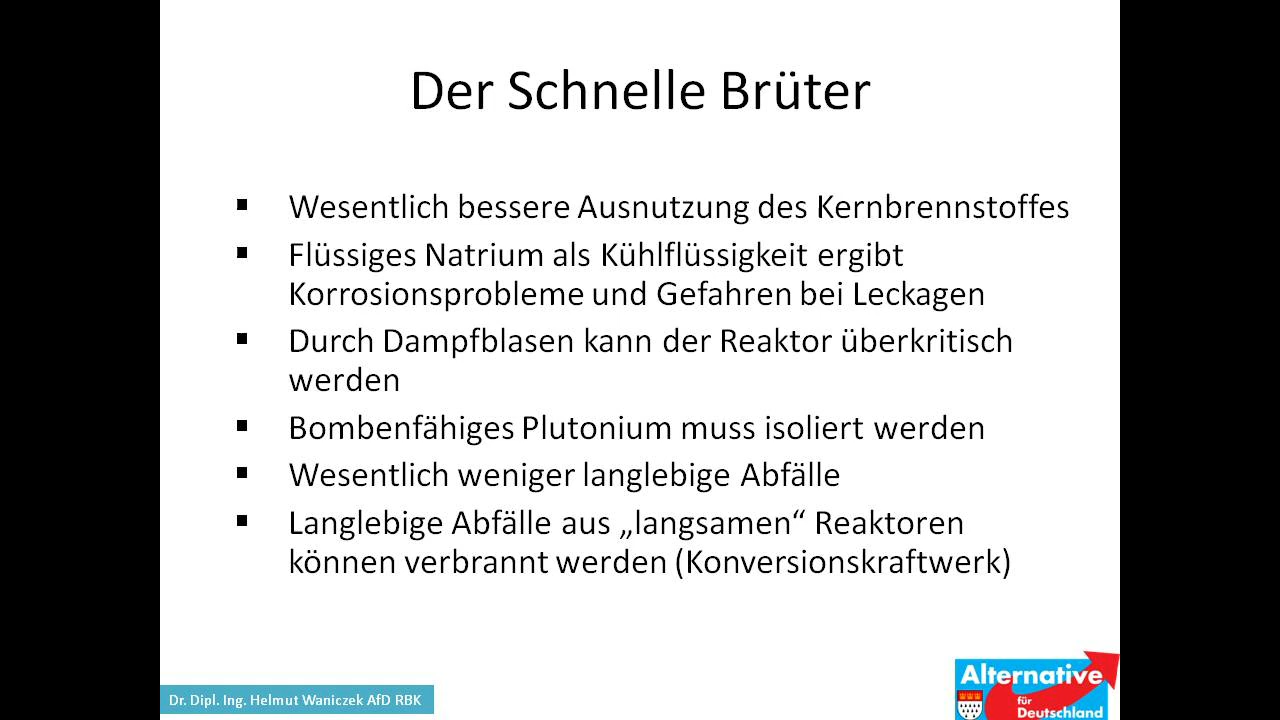 Der Schnelle Brüter
▪ Wesentlich bessere Ausnutzung des Kernbrennstoffes
▪ Flüssiges Natrium als Kühlflüssigkeit ergibt
Korrosionsprobleme und Gefahren bei Leckagen
▪ Durch Dampfblasen kann der Reaktor überkritisch
werden
▪ Bombenfähiges Plutonium muss isoliert werden
▪ Wesentlich weniger langlebige Abfälle
▪ Langlebige Abfälle aus „langsamen“ Reaktoren
können verbrannt werden (Konversionskraftwerk)
Dr. Dipl. Ing. Helmut Waniczek AfD RBK
Alternative
für
Deutschland